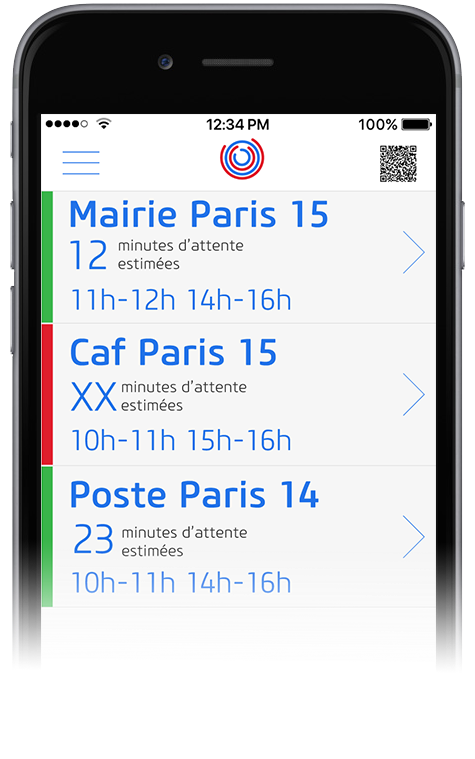 12:34 PM 100%
Mairie Paris 15
12 minutes d'attente
estimées
11h-12h 14h-16h
Caf Paris 15
XX minutes d'attente
estimées
10h-11h 15h-16h
Poste Paris 14
23 minutes d'attente
estimées
10h-11h 14h-16h